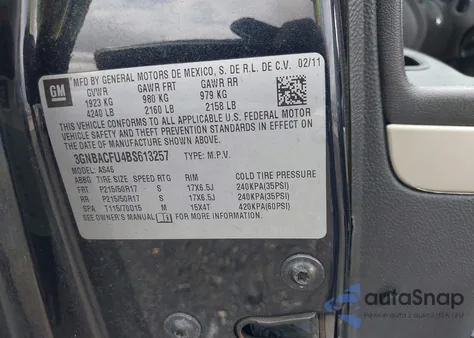 GM
MFD BY GENERAL MOTORS DE MEXICO, S. DE R.L. DE C.V. 02/11
GVWR GAWR FRT GAWR RR
1923 KG 980 KG 979 KG
4240 LB 2160 LB 2158 LB
THIS VEHICLE CONFORMS TO ALL APPLICABLE U.S. FEDERAL MOTOR
VEHICLE SAFETY AND THEFT PREVENTION STANDARDS IN EFFECT ON
THE DATE OF MANUFACTURE SHOWN ABOVE.
3GNBACFU4BS613257 TYPE: M.P.V.
MODEL: AS46
TIRE SIZE SPEED RTG RIM COLD TIRE PRESSURE
FRT P215/50R17 S 17X6.5J 240KPA(35PSI)
RR P215/50R17 S 17X6.5J 240KPA(35PSI)
SPA T115/70D15 M 15X4T 420KPA(60PSI)
SEE OWNER'S MANUAL FOR MORE INFORMATION.
autaSnap